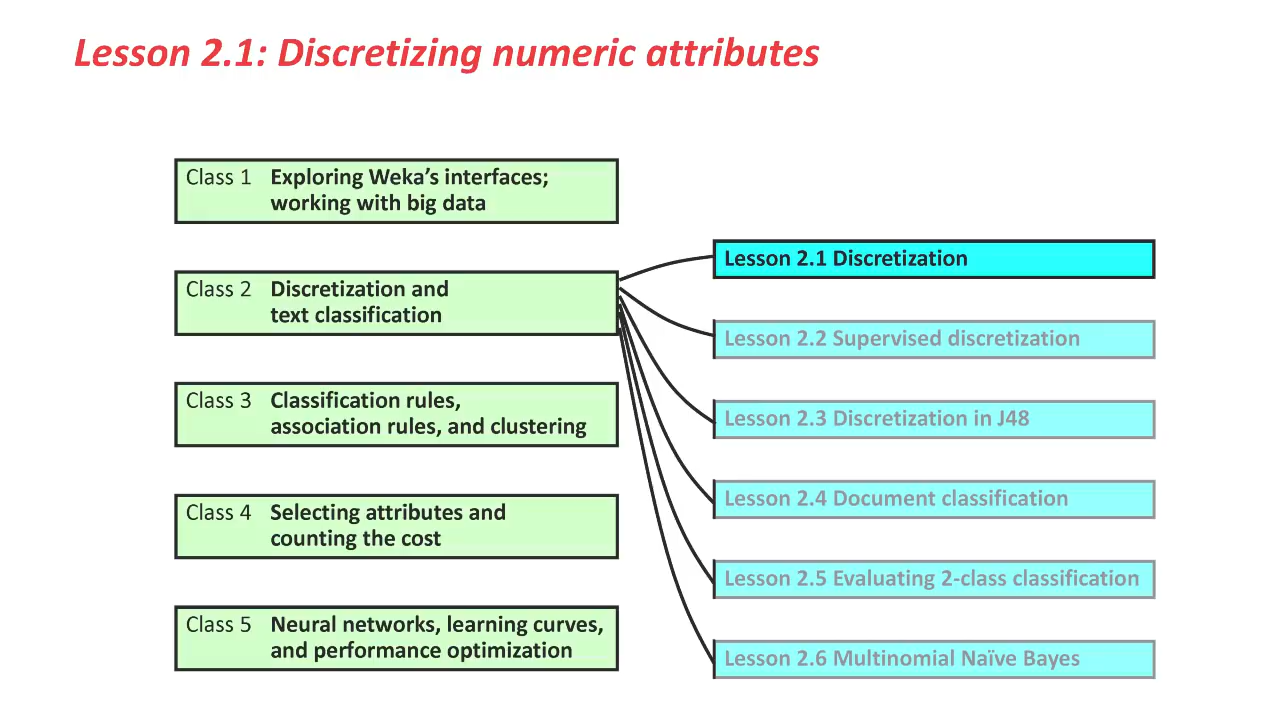 Lesson 2.1: Discretizing numeric attributes
Class 1 Exploring Weka’s interfaces;
working with big data
Class 2 Discretization and
text classification
Class 3 Classification rules,
association rules, and clustering
Class 4 Selecting attributes and
counting the cost
Class 5 Neural networks, learning curves,
and performance optimization
Lesson 2.1 Discretization
Lesson 2.2 Supervised discretization
Lesson 2.3 Discretization in J48
Lesson 2.4 Document classification
Lesson 2.5 Evaluating 2-class classification
Lesson 2.6 Multinomial Naïve Bayes